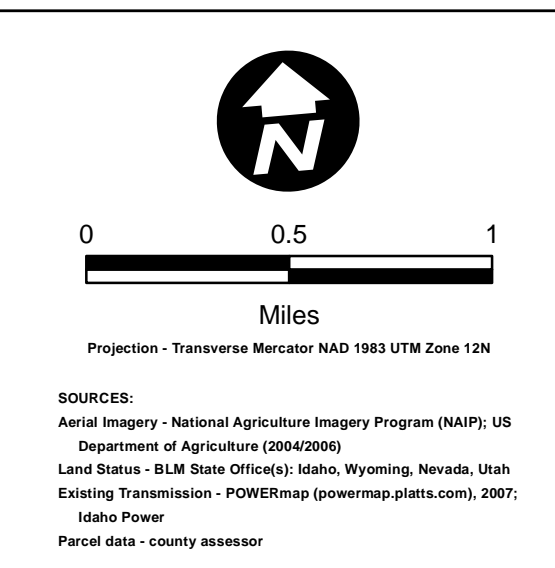 N
0 0.5 1
Miles
Projection - Transverse Mercator NAD 1983 UTM Zone 12N
SOURCES:
Aerial Imagery - National Agriculture Imagery Program (NAIP); US
Department of Agriculture (2004/2006)
Land Status - BLM State Office(s): Idaho, Wyoming, Nevada, Utah
Existing Transmission - POWERmap (powermap.platts.com), 2007;
Idaho Power
Parcel data - county assessor